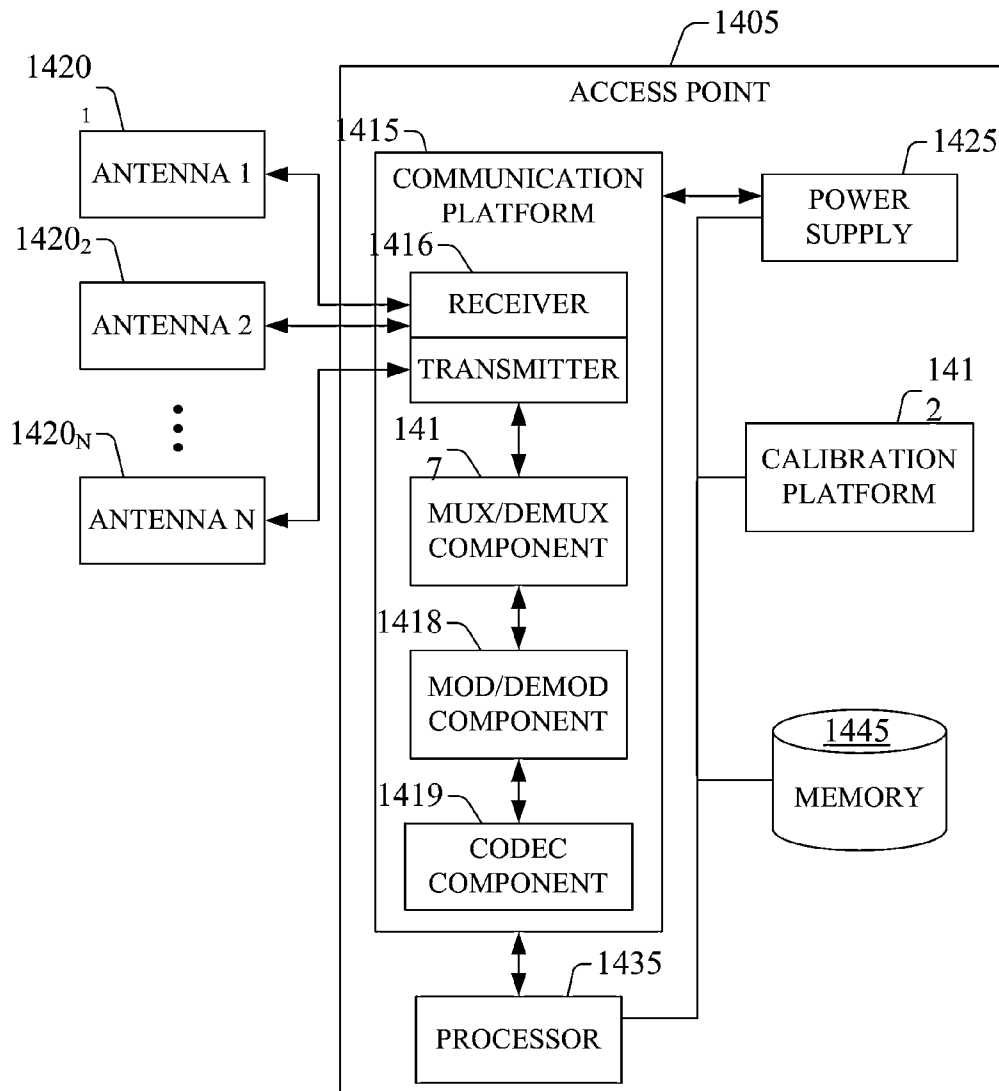 1405
ACCESS POINT
1420
1
ANTENNA 1
1420₂
ANTENNA 2
1420ₙ
ANTENNA N
1415
COMMUNICATION
PLATFORM
1416
RECEIVER
TRANSMITTER
141
7
MUX/DEMUX
COMPONENT
1418
MOD/DEMOD
COMPONENT
1419
CODEC
COMPONENT
1435
PROCESSOR
1425
POWER
SUPPLY
141
2
CALIBRATION
PLATFORM
1445
MEMORY